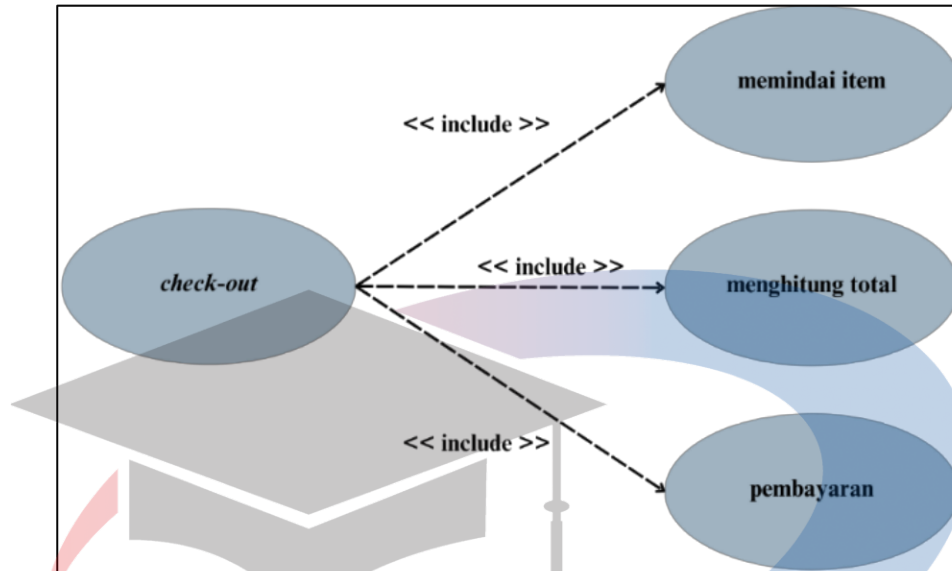 memindai item
<< include >>
<< include >>
check-out
menghitung total
<< include >>
pembayaran